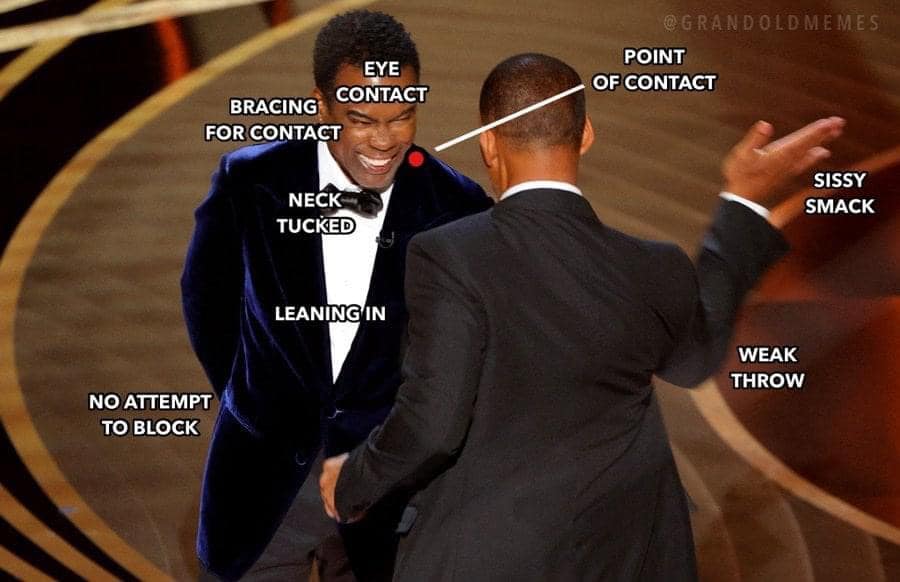 @GRANDOLDMEMES
POINT
OF CONTACT
EYE
CONTACT
BRACING
FOR CONTACT
SISSY
SMACK
NECK
TUCKED
LEANING IN
WEAK
THROW
NO ATTEMPT
TO BLOCK